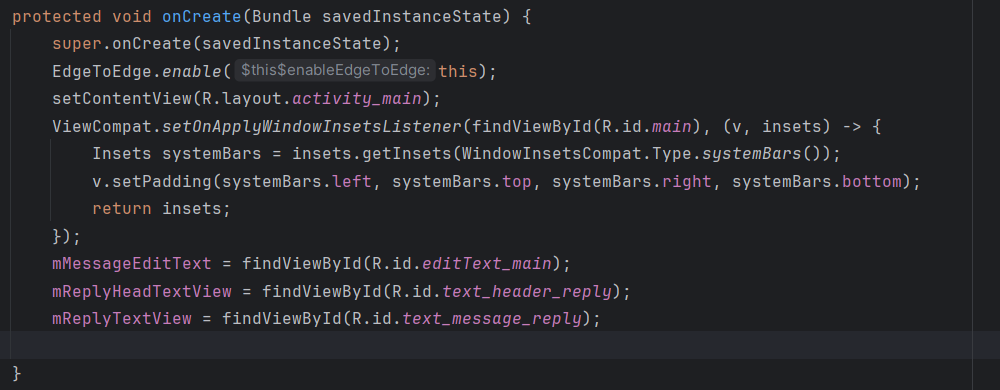 protected void onCreate(Bundle savedInstanceState) {
    super.onCreate(savedInstanceState);
    EdgeToEdge.enable( $this$enableEdgeToEdge: this);
    setContentView(R.layout.activity_main);
    ViewCompat.setOnApplyWindowInsetsListener(findViewById(R.id.main), (v, insets) -> {
        Insets systemBars = insets.getInsets(WindowInsetsCompat.Type.systemBars());
        v.setPadding(systemBars.left, systemBars.top, systemBars.right, systemBars.bottom);
        return insets;
    });
    mMessageEditText = findViewById(R.id.editText_main);
    mReplyHeadTextView = findViewById(R.id.text_header_reply);
    mReplyTextView = findViewById(R.id.text_message_reply);
}